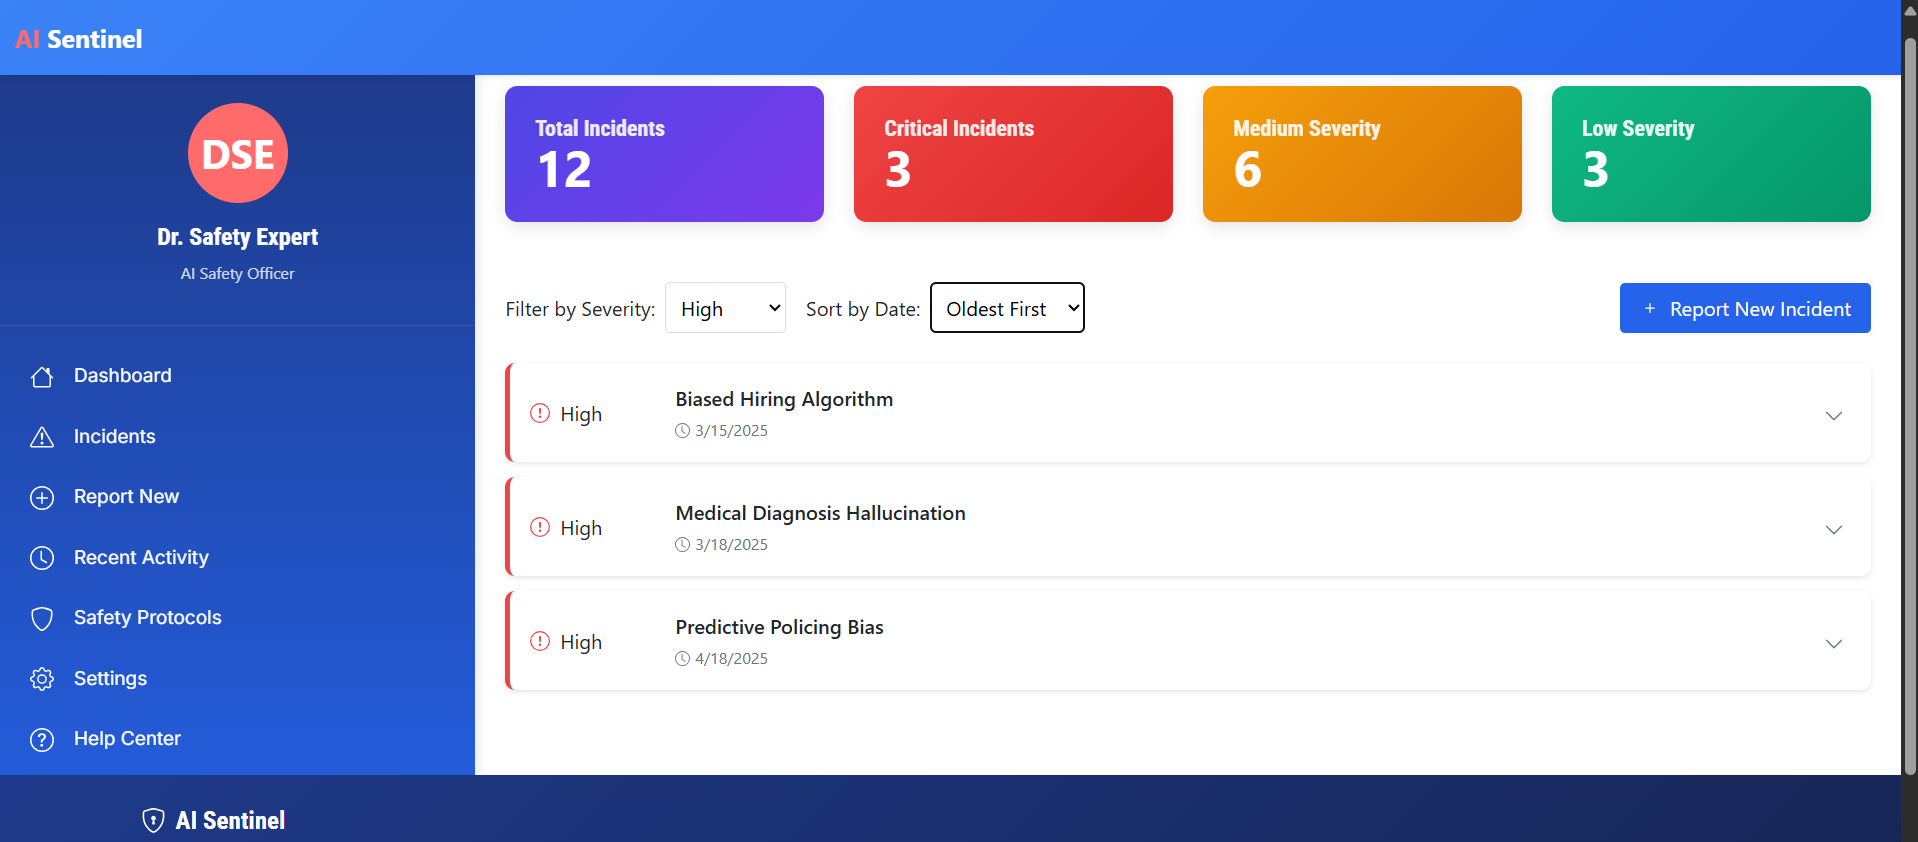 AI Sentinel
DSE
Dr. Safety Expert
AI Safety Officer
Dashboard
Incidents
Report New
Recent Activity
Safety Protocols
Settings
Help Center
Total Incidents
12
Critical Incidents
3
Medium Severity
6
Low Severity
3
Filter by Severity: High Sort by Date: Oldest First
+ Report New Incident
High
Biased Hiring Algorithm
3/15/2025
High
Medical Diagnosis Hallucination
3/18/2025
High
Predictive Policing Bias
4/18/2025
AI Sentinel